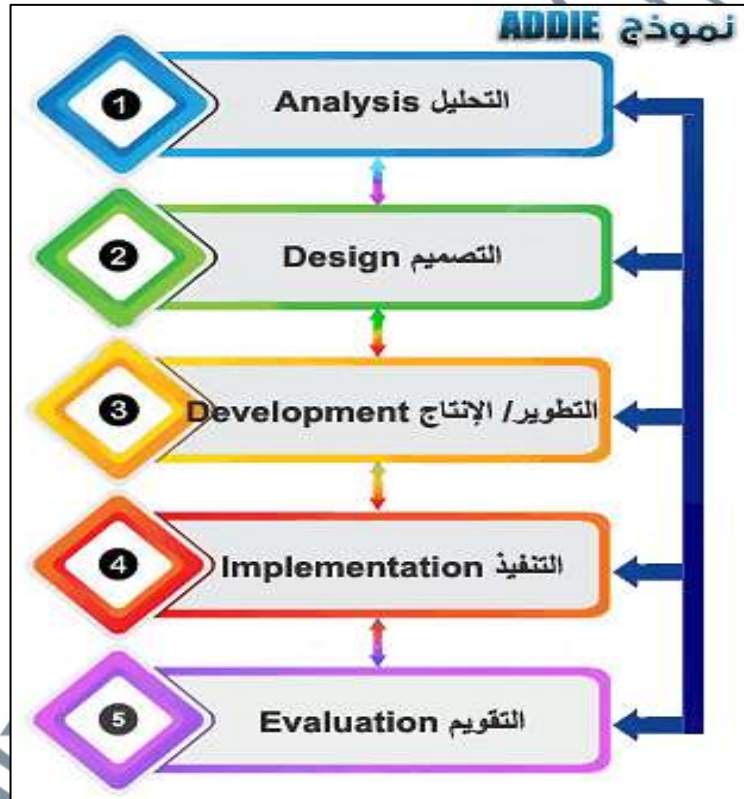 نموذج ADDIE
1
التحليل Analysis
2
التصميم Design
3
التطوير/ الإنتاج Development
4
التنفيذ Implementation
5
التقويم Evaluation